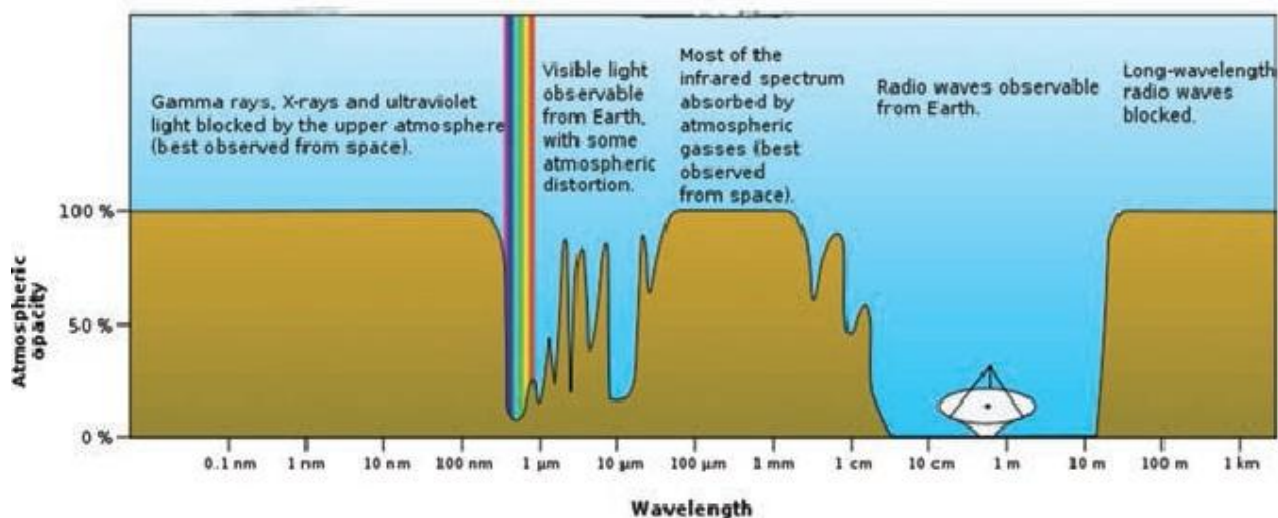 Gamma rays, X-rays and ultraviolet
light blocked by the upper atmosphere
(best observed from space).
Visible light
observable
from Earth,
with some
atmospheric
distortion.
Most of the
infrared spectrum
absorbed by
atmospheric
gasses (best
observed
from space).
Radio waves observable
from Earth.
Long-wavelength
radio waves
blocked.
Atmospheric
opacity
100 %
50 %
0 %
0.1 nm 1 nm 10 nm 100 nm 1 μm 10 μm 100 μm 1 mm 1 cm 10 cm 1 m 10 m 100 m 1 km
Wavelength